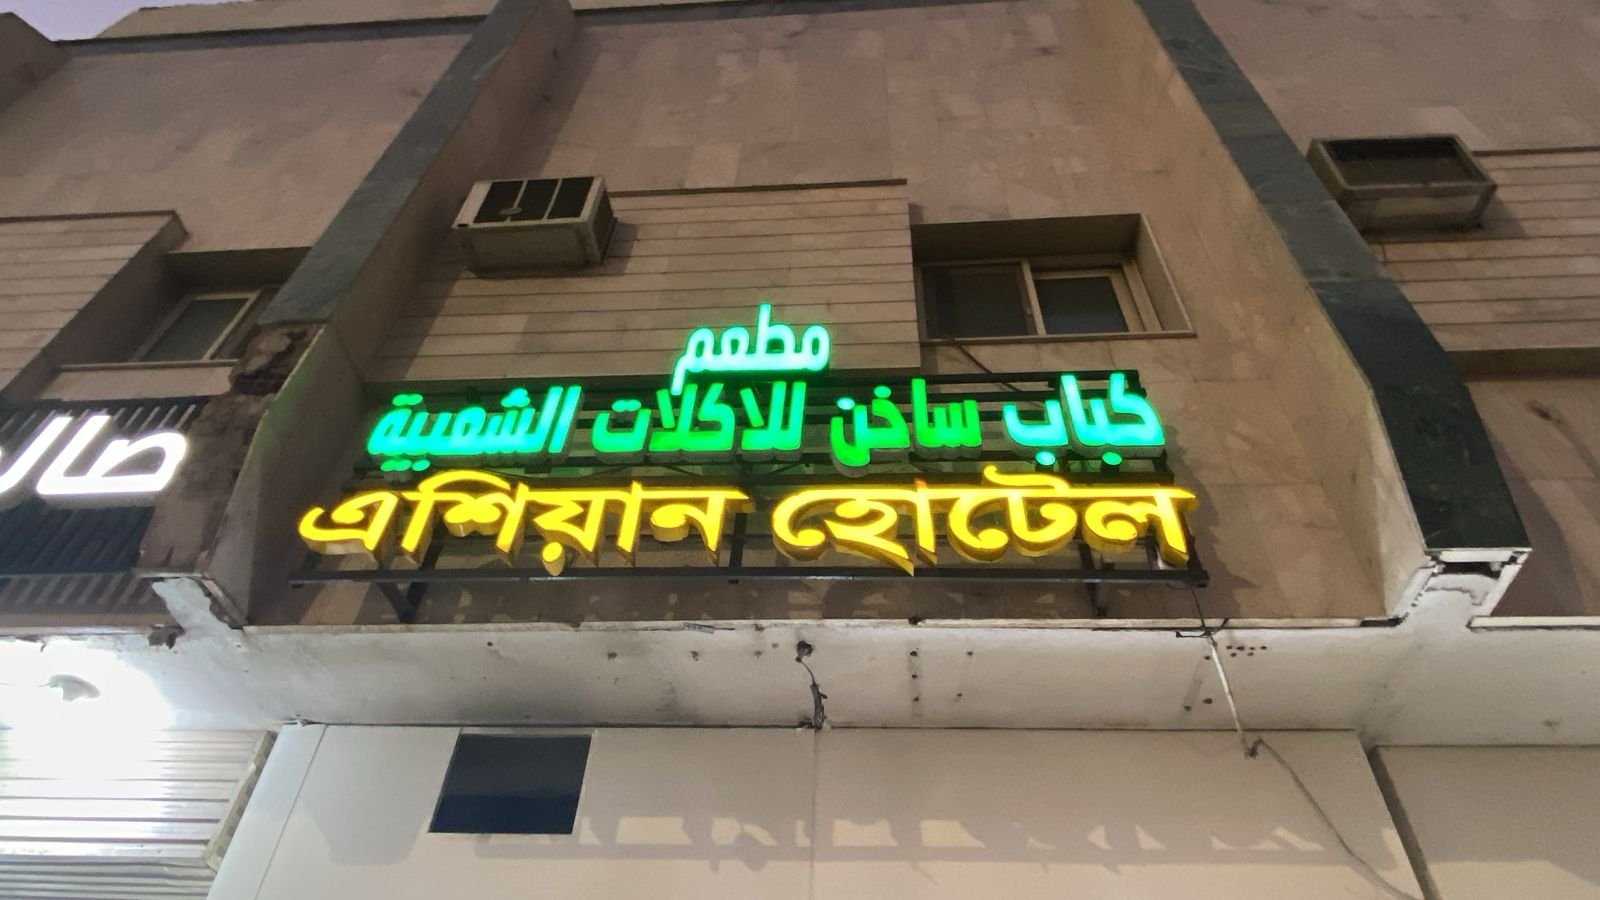 مطعم
كباب ساخن للاكلات الشعبية
এশিয়ান হোটেল